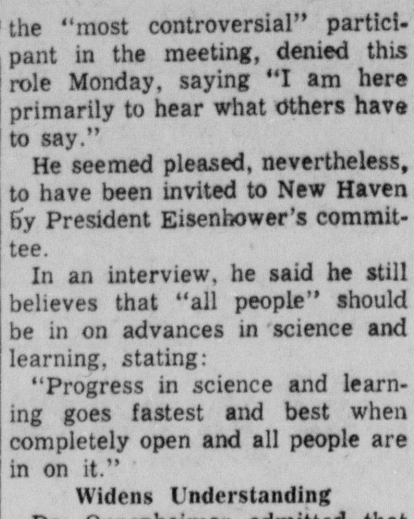 the "most controversial" partici-
pant in the meeting, denied this
role Monday, saying "I am here
primarily to hear what others have
to say."
He seemed pleased, nevertheless,
to have been invited to New Haven
by President Eisenhower's commit-
tee.
In an interview, he said he still
believes that "all people" should
be in on advances in science and
learning, stating:
"Progress in science and learn-
ing goes fastest and best when
completely open and all people are
in on it."
Widens Understanding
Dr. Oppenheimer admitted that